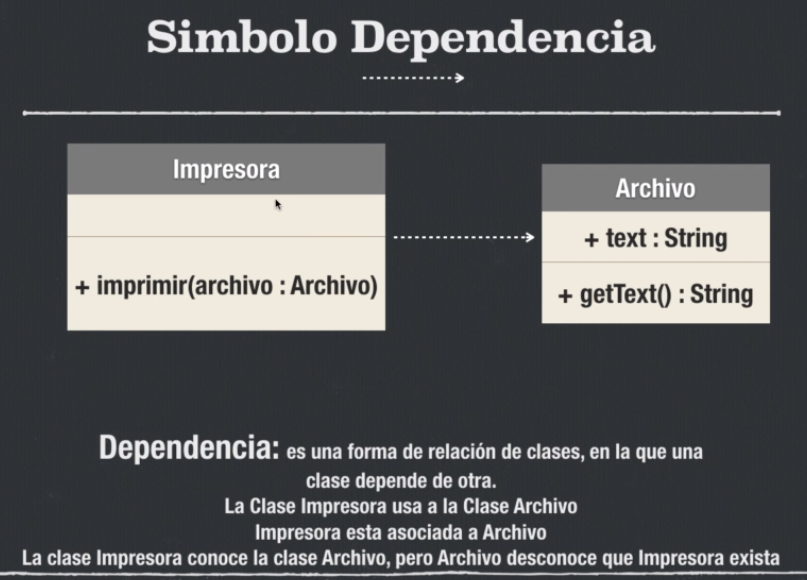 Simbolo Dependencia
Impresora
+ imprimir(archivo : Archivo)
Archivo
+ text : String
+ getText() : String
Dependencia: es una forma de relación de clases, en la que una
clase depende de otra.
La Clase Impresora usa a la Clase Archivo
Impresora esta asociada a Archivo
La clase Impresora conoce la clase Archivo, pero Archivo desconoce que Impresora exista